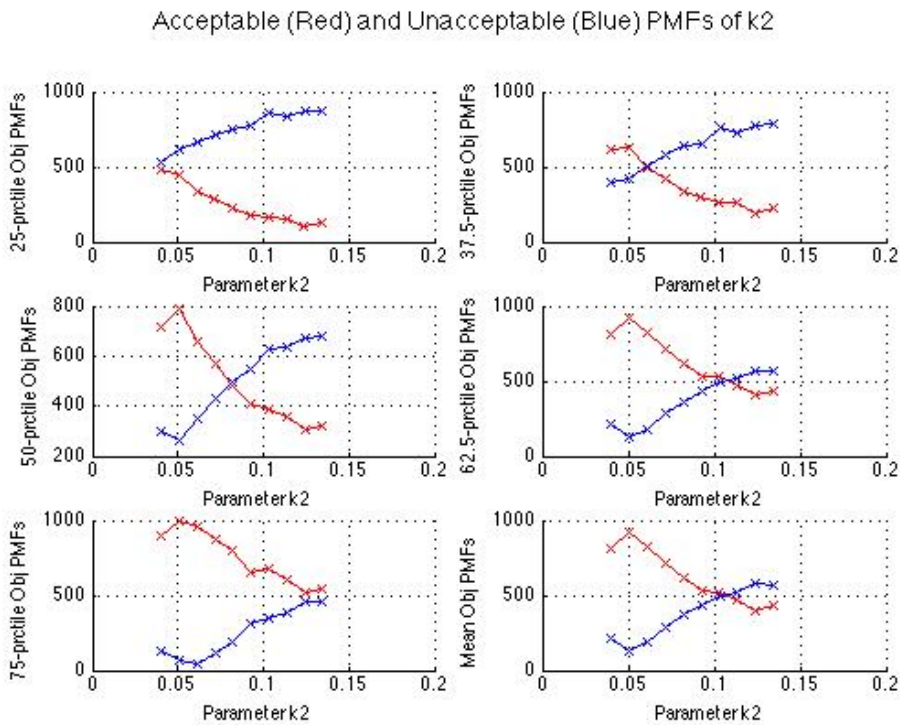 Acceptable (Red) and Unacceptable (Blue) PMFs of k2
25-prctile Obj PMFs
1000
500
0
0 0.05 0.1 0.15 0.2
Parameter k2
37.5-prctile Obj PMFs
1000
500
0
0 0.05 0.1 0.15 0.2
Parameter k2
50-prctile Obj PMFs
800
600
400
200
0 0.05 0.1 0.15 0.2
Parameter k2
62.5-prctile Obj PMFs
1000
500
0
0 0.05 0.1 0.15 0.2
Parameter k2
75-prctile Obj PMFs
1000
500
0
0 0.05 0.1 0.15 0.2
Parameter k2
Mean Obj PMFs
1000
500
0
0 0.05 0.1 0.15 0.2
Parameter k2